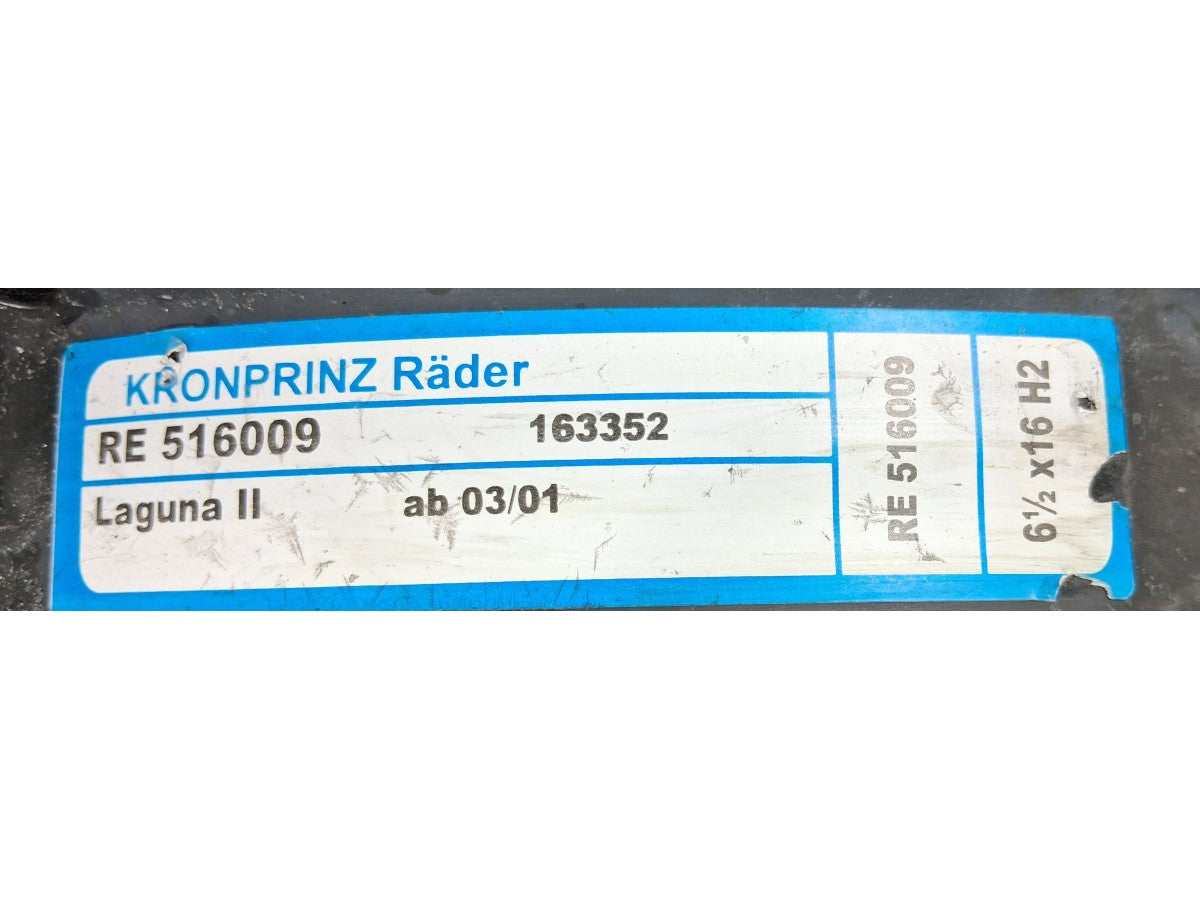 KRONPRINZ Räder
RE 516009 163352
Laguna II ab 03/01
RE 516009
6½ x16 H2